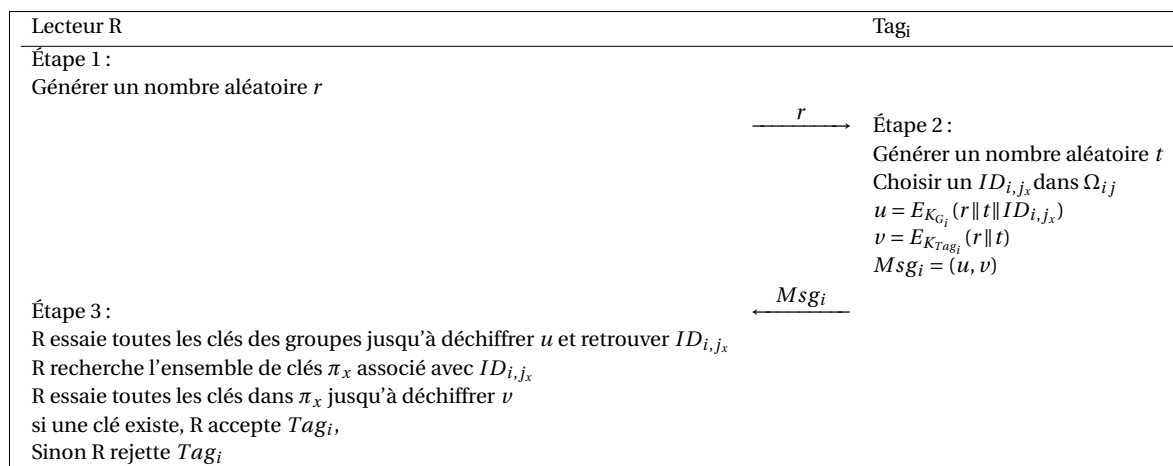 Lecteur R Tag_i
Étape 1 :
Générer un nombre aléatoire r
r
Étape 2 :
Générer un nombre aléatoire t
Choisir un ID_{i,j_x} dans Ω_{ij}
u = E_{K_{G_i}}(r‖t‖ID_{i,j_x})
v = E_{K_{Tag_i}}(r‖t)
Msg_i = (u, v)
Msg_i
Étape 3 :
R essaie toutes les clés des groupes jusqu'à déchiffrer u et retrouver ID_{i,j_x}
R recherche l'ensemble de clés π_x associé avec ID_{i,j_x}
R essaie toutes les clés dans π_x jusqu'à déchiffrer v
si une clé existe, R accepte Tag_i,
Sinon R rejette Tag_i